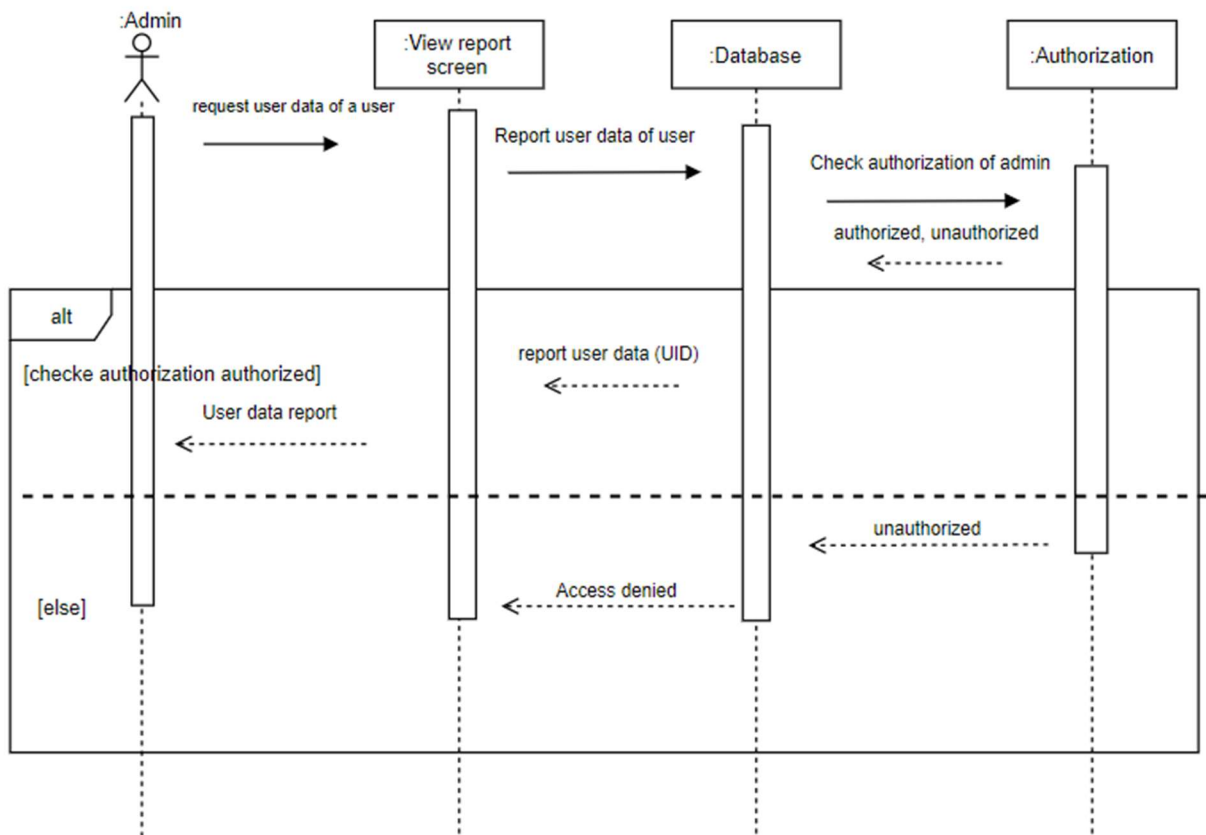 :Admin
:View report
screen
:Database
:Authorization
request user data of a user
Report user data of user
Check authorization of admin
authorized, unauthorized
alt
report user data (UID)
[checke authorization authorized]
User data report
unauthorized
Access denied
[else]